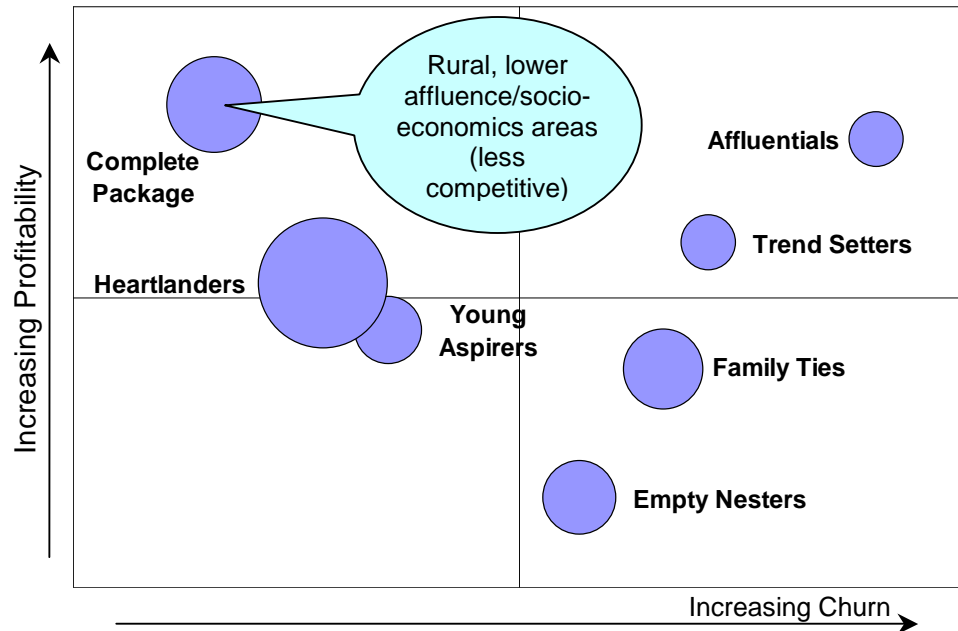 Increasing Profitability
Rural, lower
affluence/socio-
economics areas
(less
competitive)
Complete
Package
Affluentials
Trend Setters
Heartlanders
Young
Aspirers
Family Ties
Empty Nesters
Increasing Churn